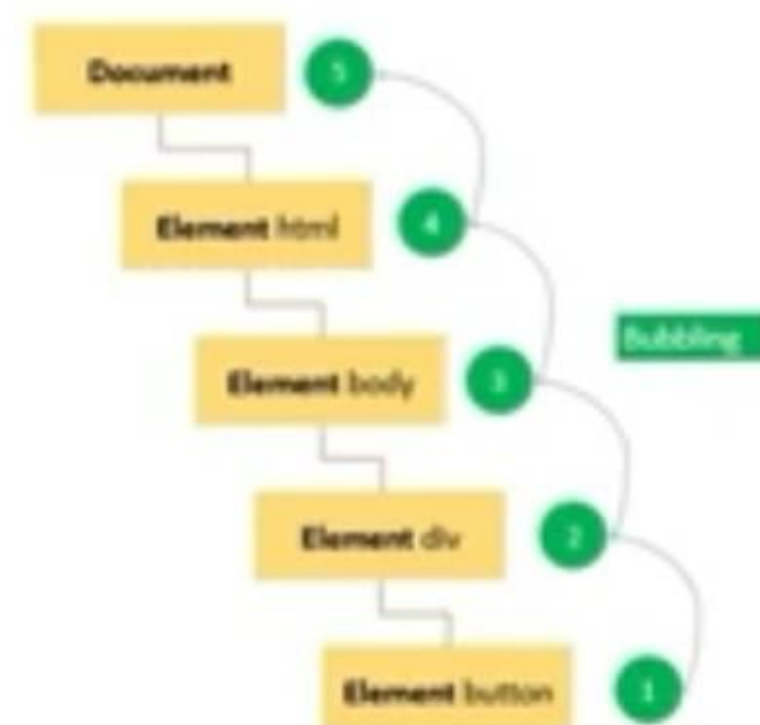 Document 5
Element html 4
Bubbling
Element body 3
Element div 2
Element button 1